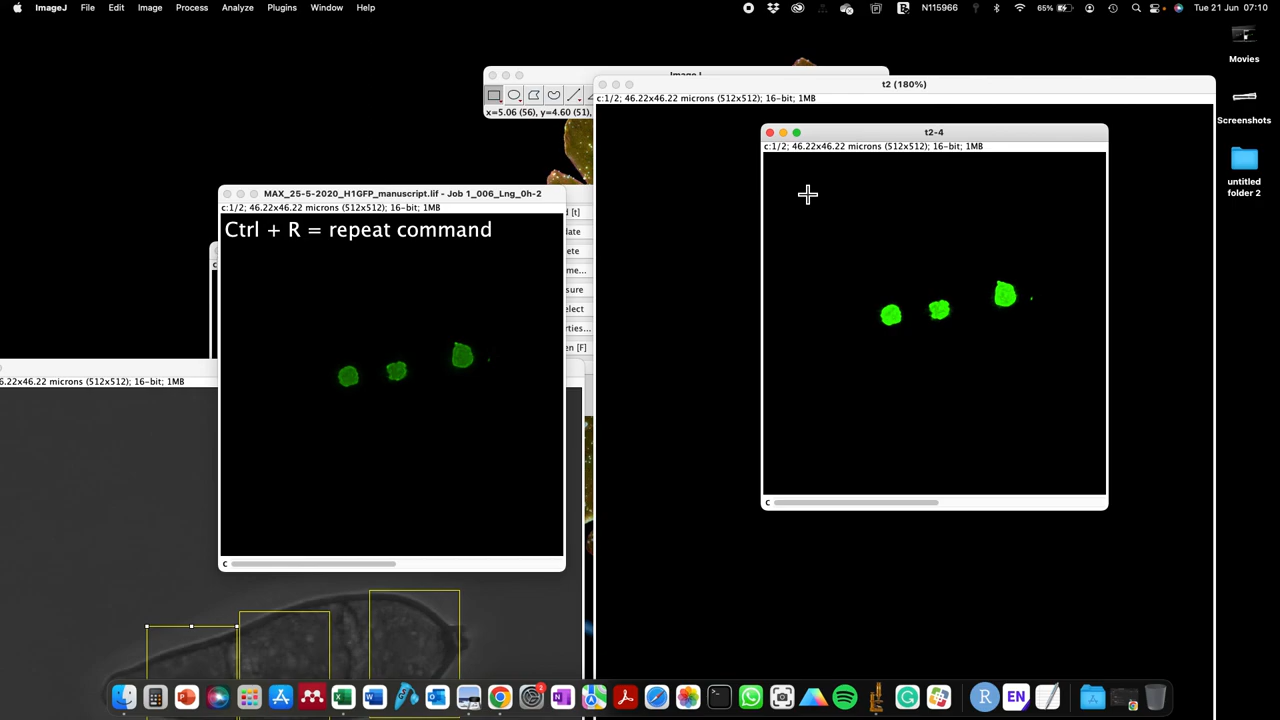 ImageJ File Edit Image Process Analyze Plugins Window Help
N115966 65% Tue 21 Jun 07:10
Movies
Screenshots
untitled
folder 2
x=5.06 (56), y=4.60 (51),
t2 (180%)
c:1/2; 46.22x46.22 microns (512x512); 16-bit; 1MB
t2-4
c:1/2; 46.22x46.22 microns (512x512); 16-bit; 1MB
c
MAX_25-5-2020_H1GFP_manuscript.lif - Job 1_006_Lng_0h-2
c:1/2; 46.22x46.22 microns (512x512); 16-bit; 1MB
Ctrl + R = repeat command
c
d [t]
late
ete
me...
sure
lect
rties...
en [F]
6.22x46.22 microns (512x512); 16-bit; 1MB
EN
R
2